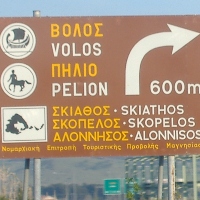 ΒΟΛΟΣ
VOLOS
ΠΗΛΙΟ
PELION
600m
ΣΚΙΑΘΟΣ · SKIATHOS
ΣΚΟΠΕΛΟΣ · SKOPELOS
ΑΛΟΝΝΗΣΟΣ · ALONNISOS
Νομαρχιακή Επιτροπή Τουριστικής Προβολής Μαγνησίας